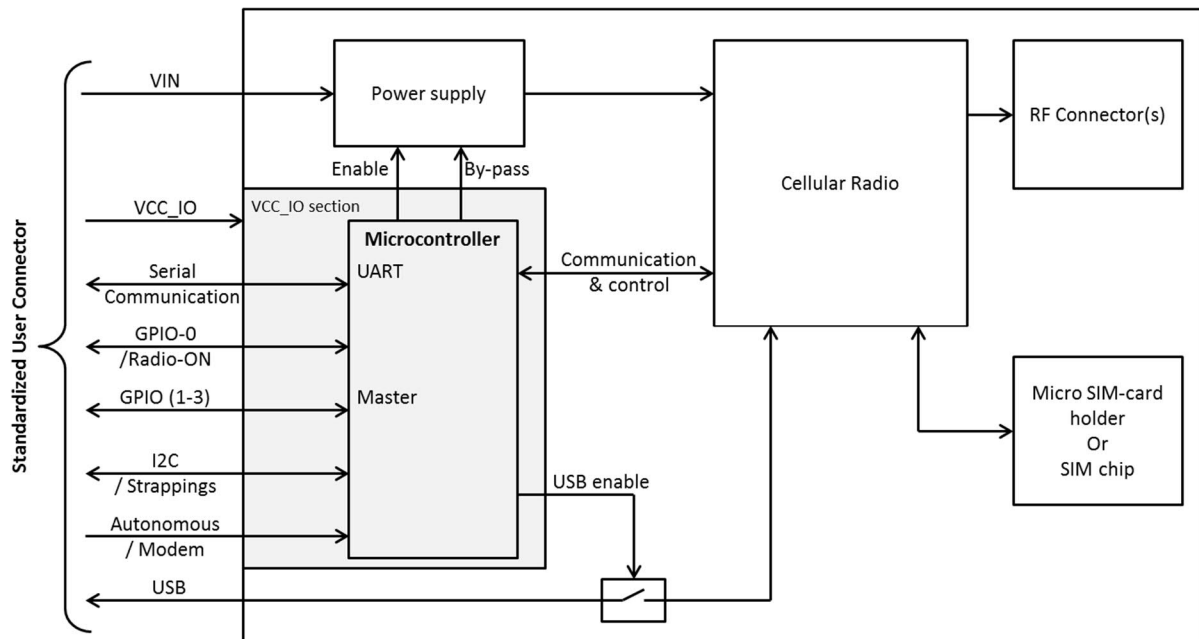 Standardized User Connector
VIN
Power supply
Enable
By-pass
Cellular Radio
RF Connector(s)
VCC_IO
VCC_IO section
Microcontroller
UART
Serial
Communication
Communication
& control
GPIO-0
/Radio-ON
GPIO (1-3)
Master
Micro SIM-card
holder
Or
SIM chip
I2C
/ Strappings
USB enable
Autonomous
/ Modem
USB